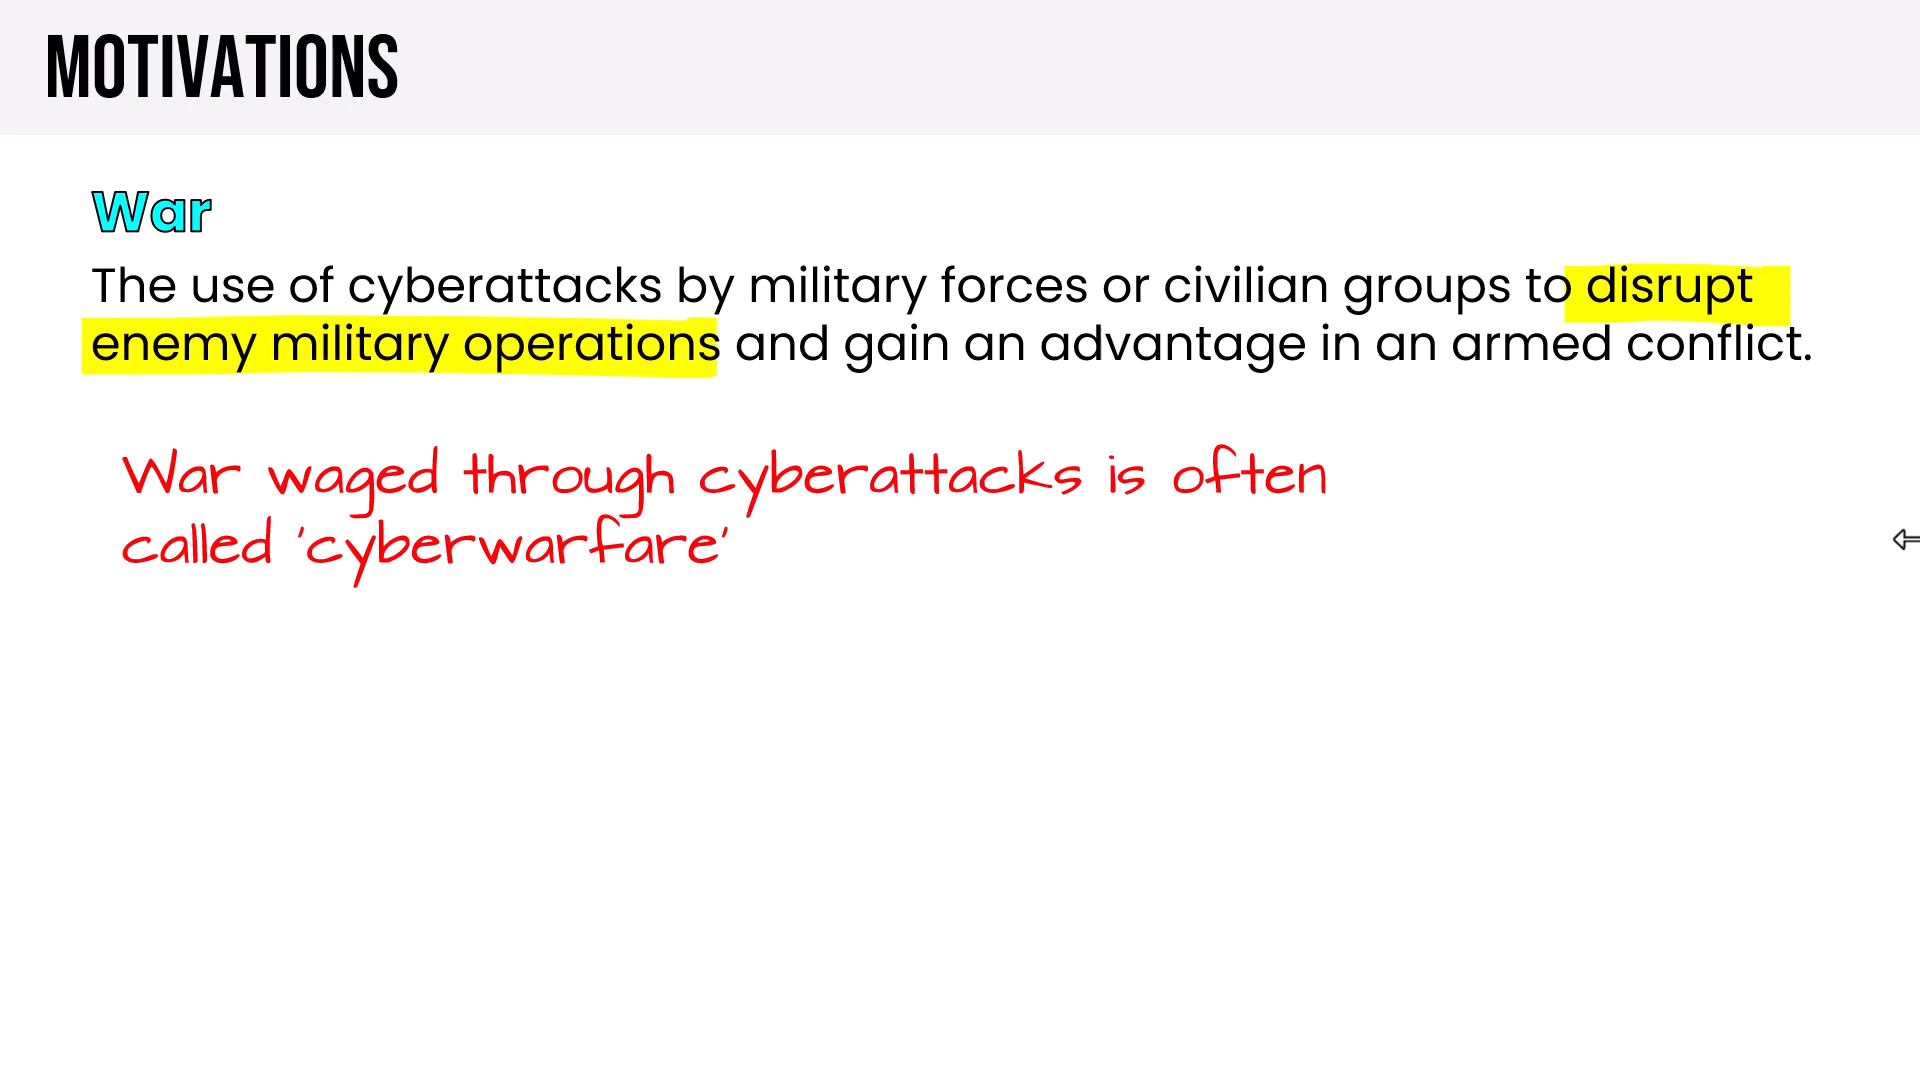 MOTIVATIONS
War
The use of cyberattacks by military forces or civilian groups to disrupt
enemy military operations and gain an advantage in an armed conflict.
War waged through cyberattacks is often
called 'cyberwarfare'